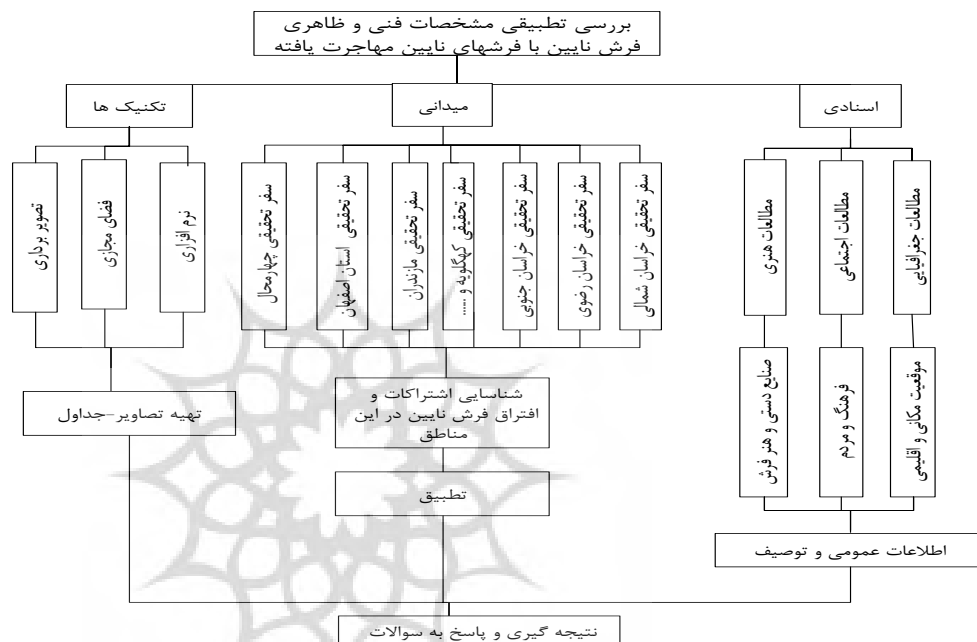 بررسی تطبیقی مشخصات فنی و ظاهری
فرش نایین با فرشهای نایین مهاجرت یافته
اسنادی
میدانی
تکنیک ها
مطالعات جغرافیایی
مطالعات اجتماعی
مطالعات هنری
سفر تحقیقی خراسان شمالی
سفر تحقیقی خراسان رضوی
سفر تحقیقی خراسان جنوبی
سفر تحقیقی کهگلویه و ......
سفر تحقیقی مازندران
سفر تحقیقی استان اصفهان
سفر تحقیقی چهارمحال
نرم افزاری
فضای مجازی
تصویر برداری
موقعیت مکانی و اقلیمی
فرهنگ و مردم
صنایع دستی و هنر فرش
شناسایی اشتراکات و
افتراق فرش نایین در این
مناطق
تهیه تصاویر-جداول
تطبیق
اطلاعات عمومی و توصیف
نتیجه گیری و پاسخ به سوالات